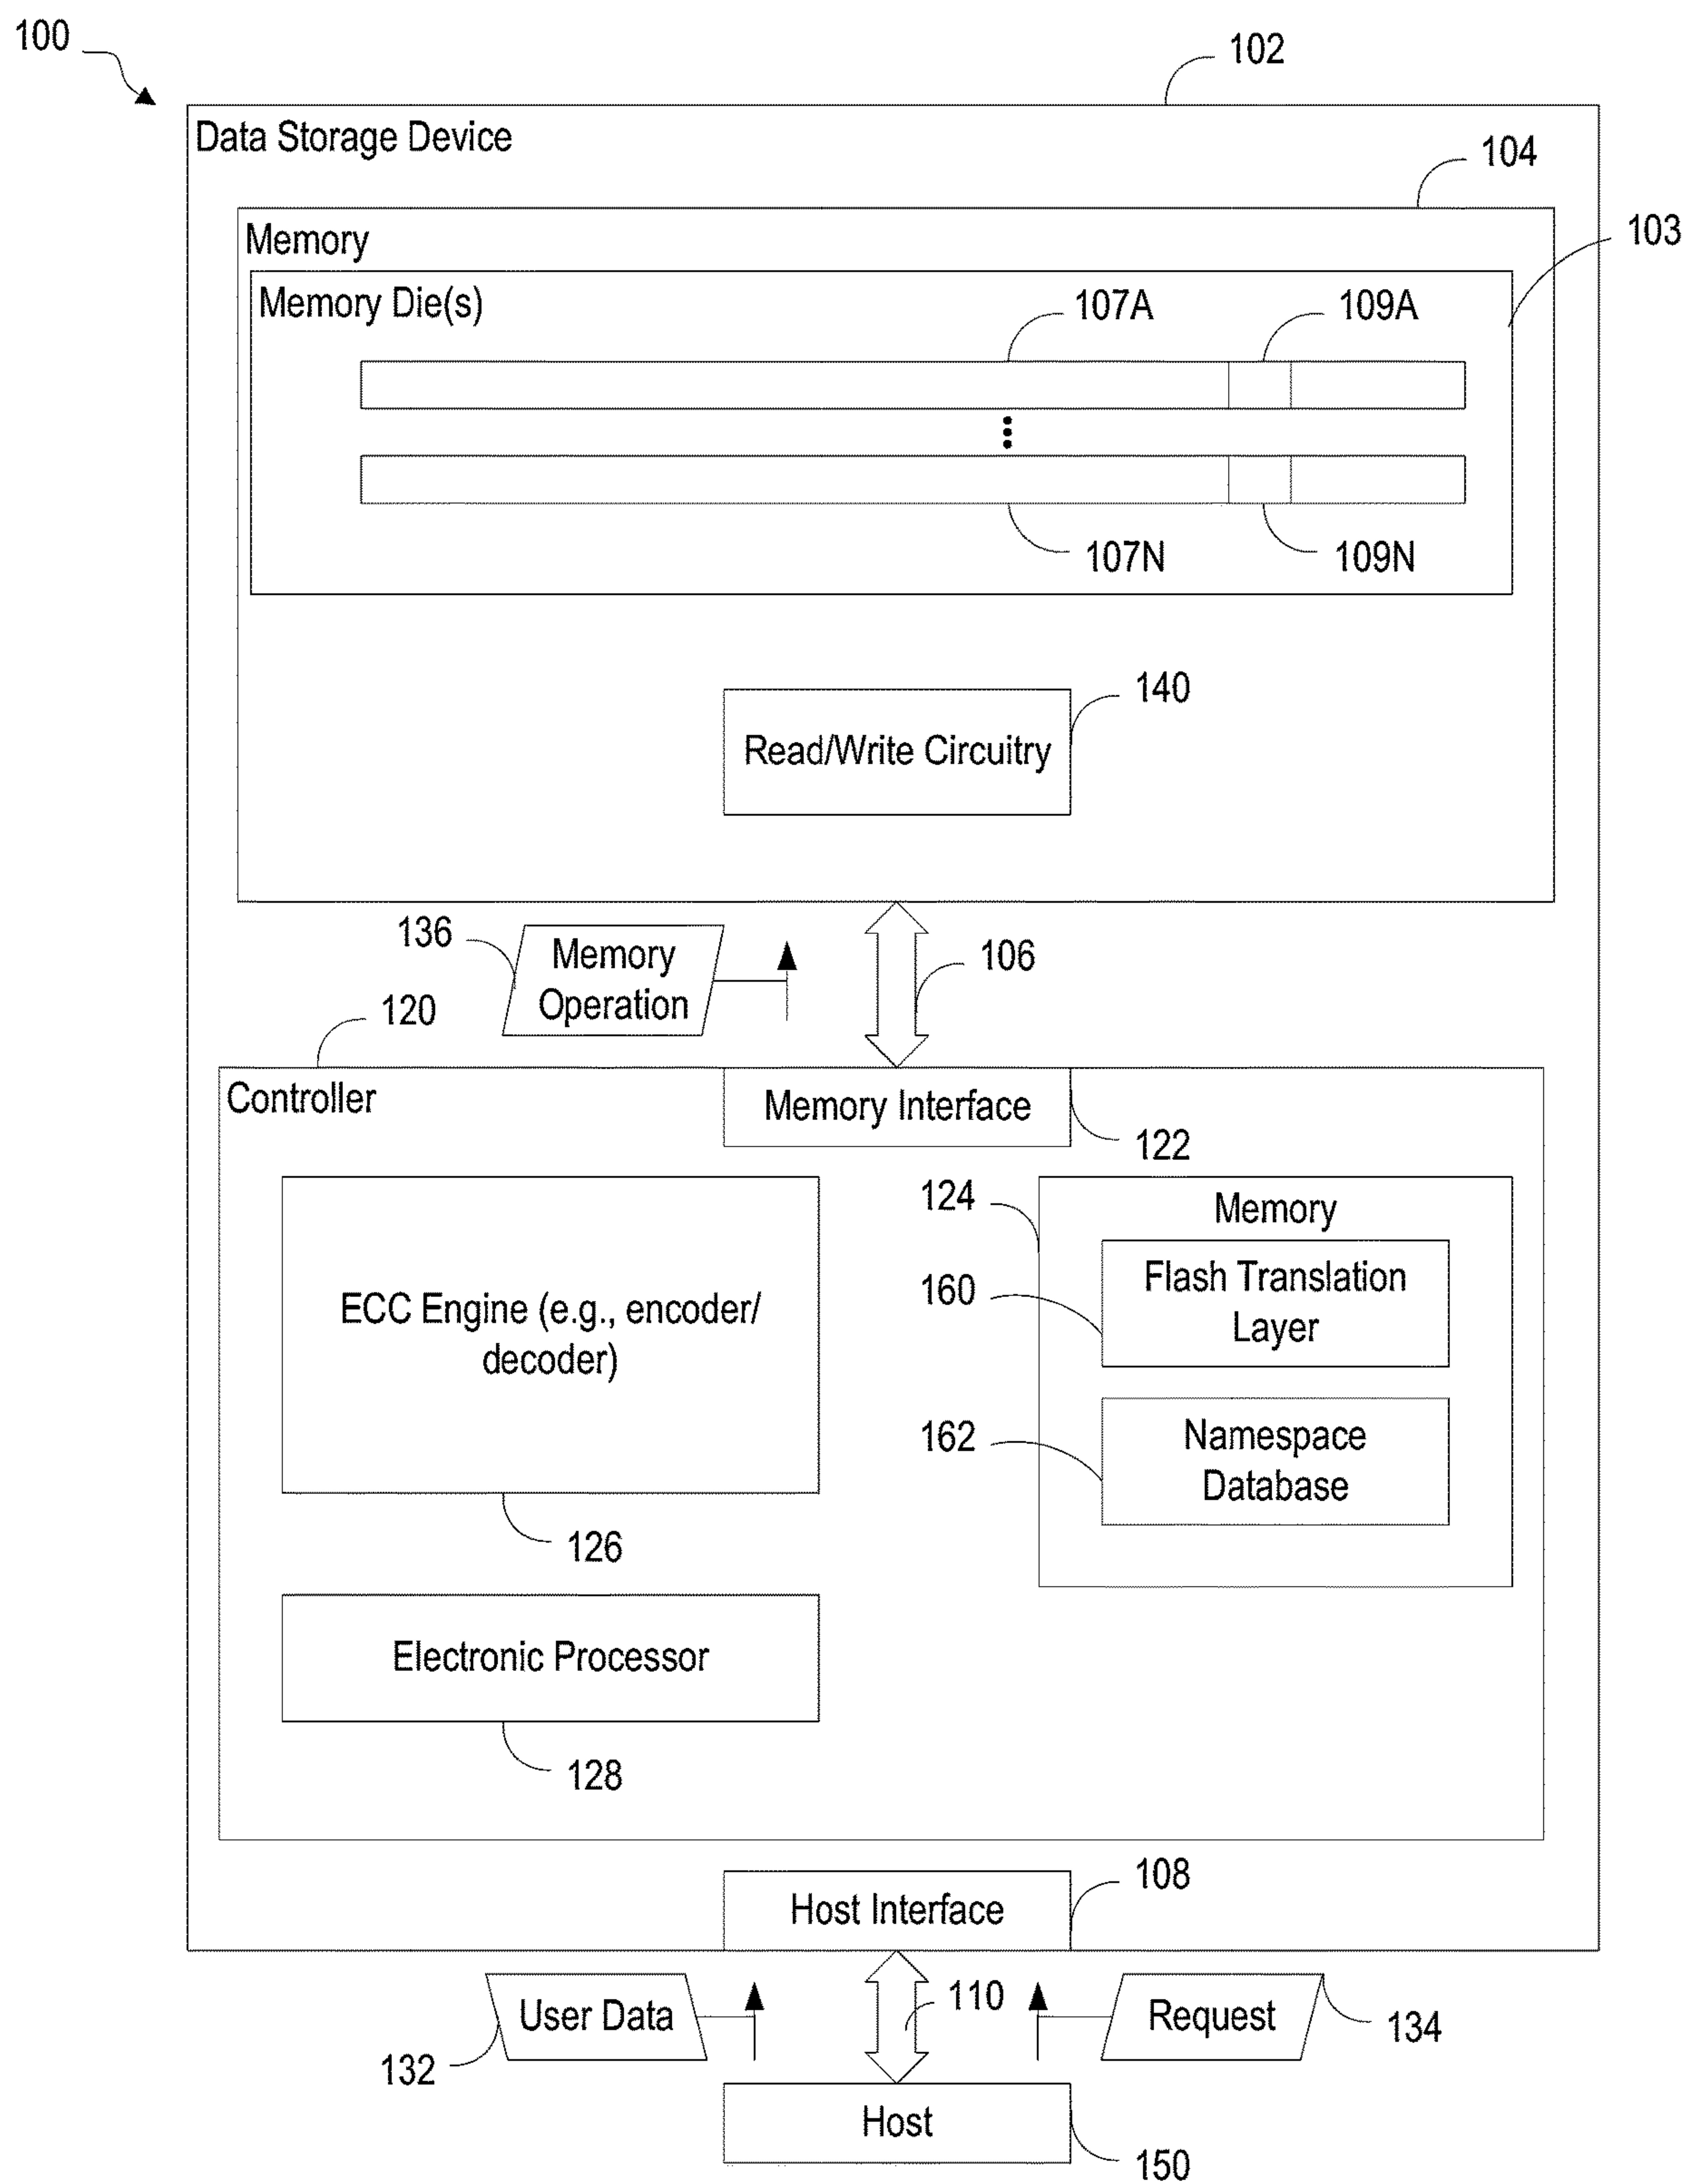 100
102
Data Storage Device
104
Memory
103
Memory Die(s)
107A
109A
107N
109N
140
Read/Write Circuitry
136
Memory
Operation
106
120
Controller
Memory Interface
122
124
Memory
160
Flash Translation
Layer
ECC Engine (e.g., encoder/
decoder)
162
Namespace
Database
126
Electronic Processor
128
108
Host Interface
User Data
110
Request
132
134
Host
150